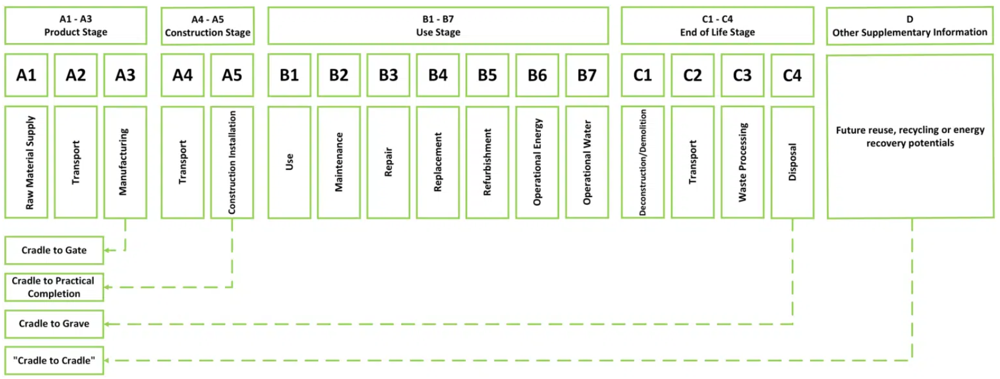 A1 - A3
Product Stage
A4 - A5
Construction Stage
B1 - B7
Use Stage
C1 - C4
End of Life Stage
D
Other Supplementary Information
A1
A2
A3
A4
A5
B1
B2
B3
B4
B5
B6
B7
C1
C2
C3
C4
Raw Material Supply
Transport
Manufacturing
Transport
Construction Installation
Use
Maintenance
Repair
Replacement
Refurbishment
Operational Energy
Operational Water
Deconstruction/Demolition
Transport
Waste Processing
Disposal
Future reuse, recycling or energy
recovery potentials
Cradle to Gate
Cradle to Practical
Completion
Cradle to Grave
"Cradle to Cradle"